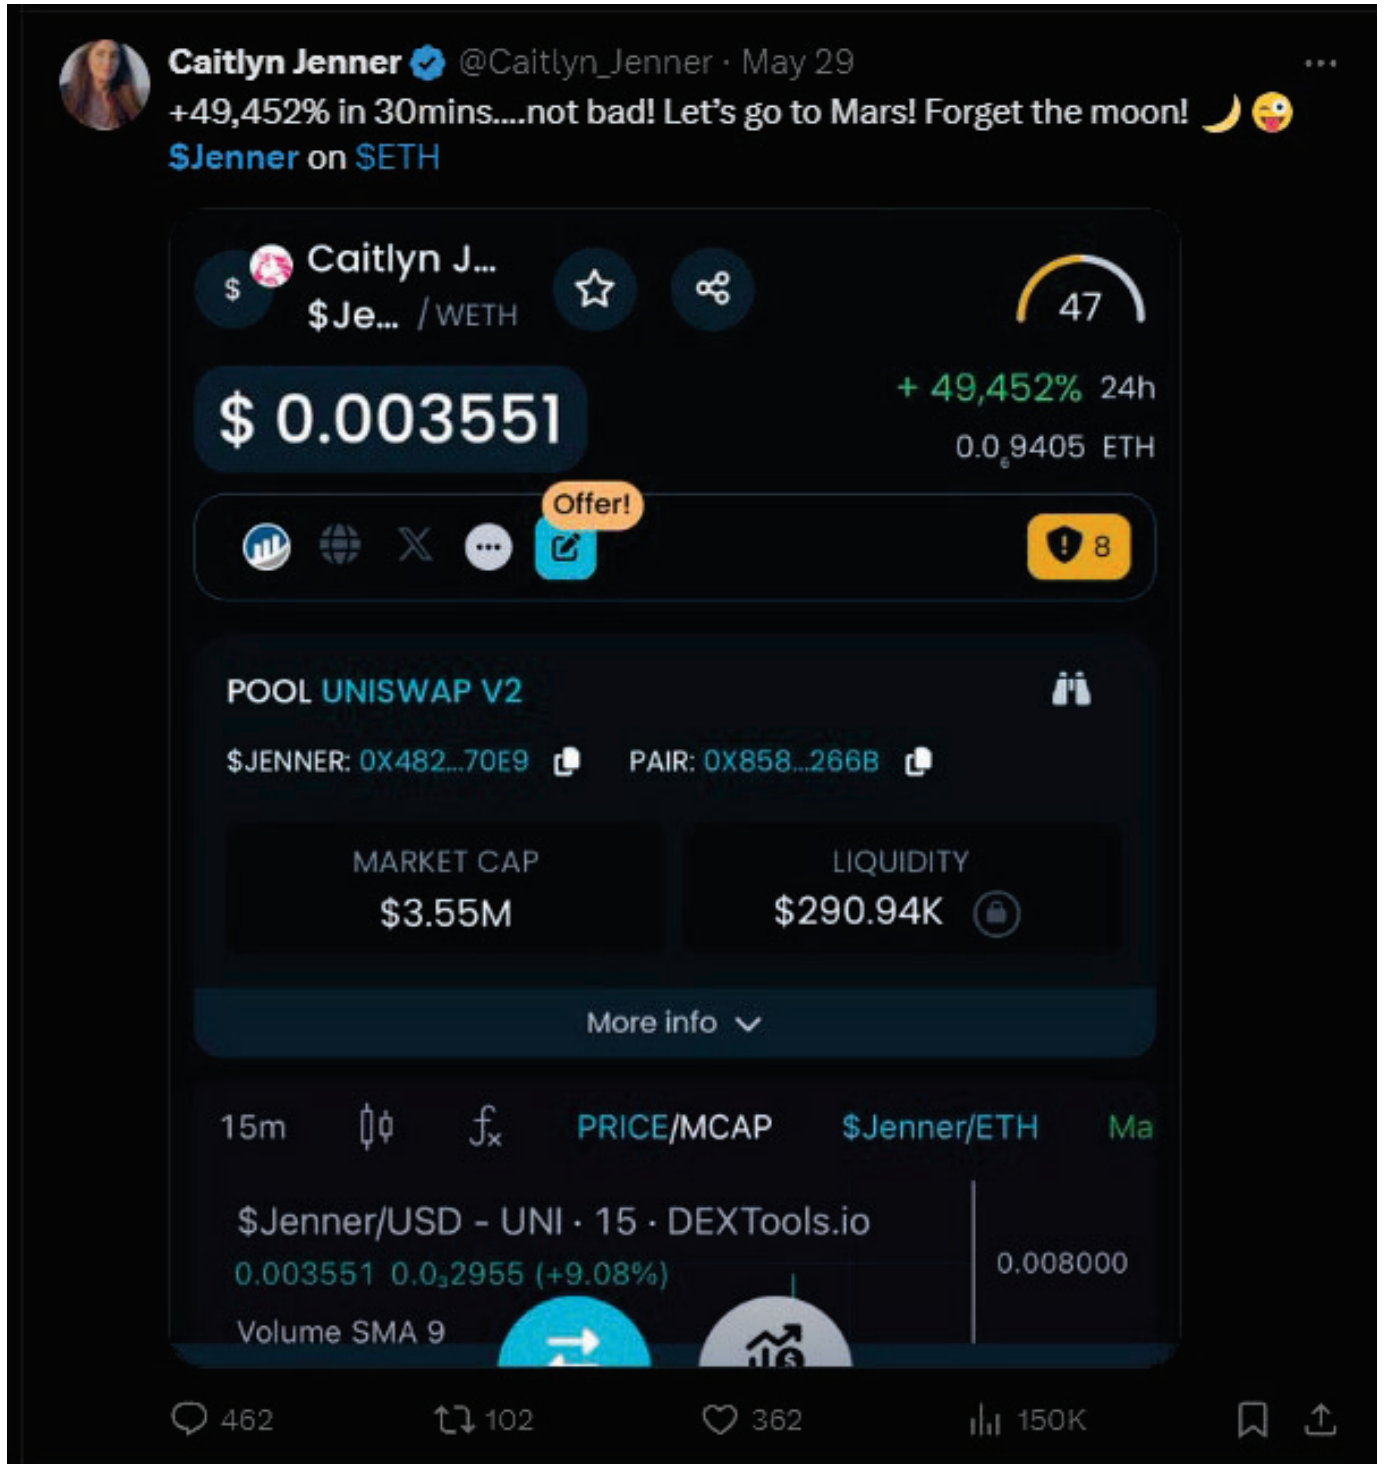 Caitlyn Jenner @Caitlyn_Jenner · May 29
+49,452% in 30mins....not bad! Let’s go to Mars! Forget the moon! 🌙 😜
$Jenner on $ETH
$ Caitlyn J...
$Je... / WETH
47
$ 0.003551
+ 49,452% 24h
0.0₆9405 ETH
Offer!
8
POOL UNISWAP V2
$JENNER: 0X482...70E9 PAIR: 0X858...266B
MARKET CAP LIQUIDITY
$3.55M $290.94K
More info
15m fx PRICE/MCAP $Jenner/ETH Ma
$Jenner/USD - UNI · 15 · DEXTools.io
0.003551 0.0₃2955 (+9.08%)
0.008000
Volume SMA 9
462 102 362 150K